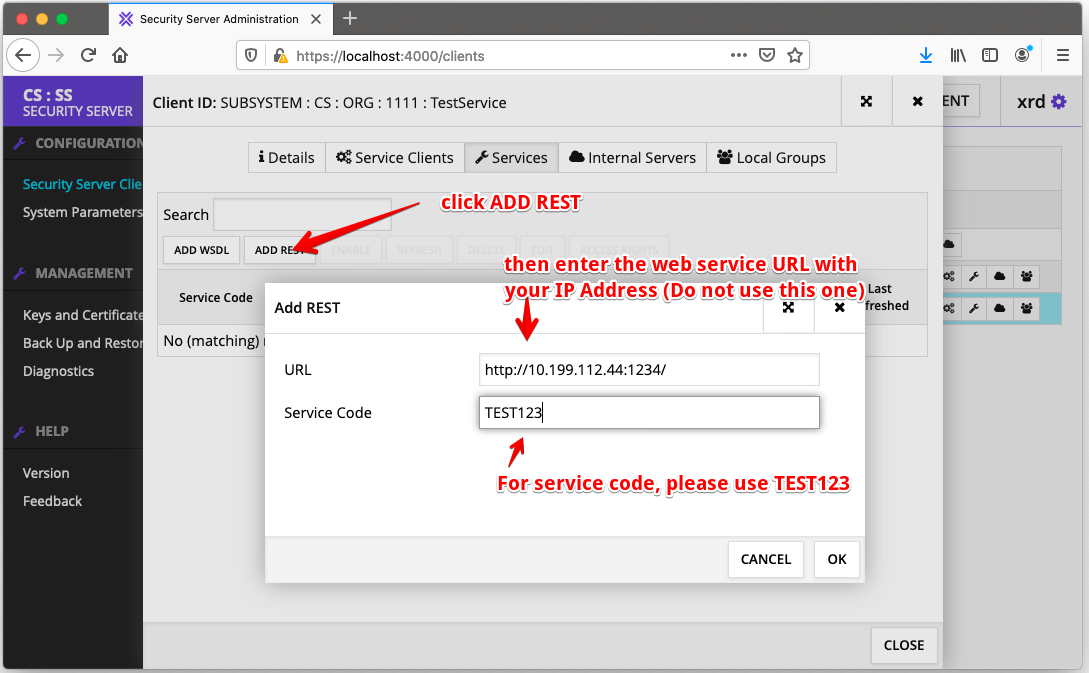 Security Server Administration
https://localhost:4000/clients
CS : SS
SECURITY SERVER
Client ID: SUBSYSTEM : CS : ORG : 1111 : TestService
ENT
xrd
CONFIGURATION
Security Server Clie
System Parameters
MANAGEMENT
Keys and Certificate
Back Up and Restor
Diagnostics
HELP
Version
Feedback
Details
Service Clients
Services
Internal Servers
Local Groups
click ADD REST
Search
ADD WSDL
ADD REST
ENABLE
REFRESH
DELETE
EDIT
ACCESS RIGHTS
then enter the web service URL with
your IP Address (Do not use this one)
Service Code
Last
freshed
No (matching) r
Add REST
URL
http://10.199.112.44:1234/
Service Code
TEST123
For service code, please use TEST123
CANCEL
OK
CLOSE